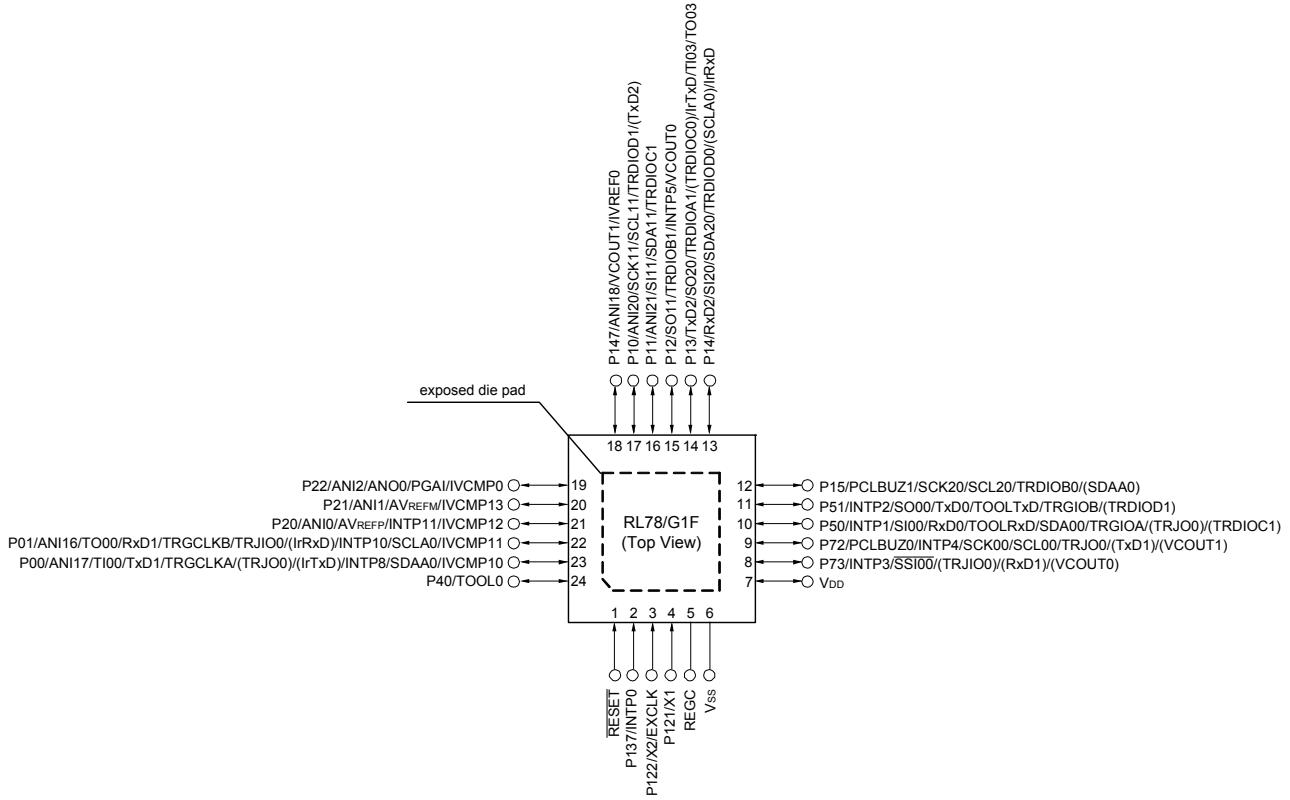 P147/ANI18/VCOUT1/IVREF0
P10/ANI20/SCK11/SCL11/TRDIOD1/(TxD2)
P11/ANI21/SI11/SDA11/TRDIOC1
P12/SO11/TRDIOB1/INTP5/VCOUT0
P13/TxD2/SO20/TRDIOA1/(TRDIOC0)/IrTxD/TI03/TO03
P14/RxD2/SI20/SDA20/TRDIOD0/(SCLA0)/IrRxD
exposed die pad
18 17 16 15 14 13
P22/ANI2/ANO0/PGAI/IVCMP0
P21/ANI1/AVREFM/IVCMP13
P20/ANI0/AVREFP/INTP11/IVCMP12
P01/ANI16/TO00/RxD1/TRGCLKB/TRJIO0/(IrRxD)/INTP10/SCLA0/IVCMP11
P00/ANI17/TI00/TxD1/TRGCLKA/(TRJO0)/(IrTxD)/INTP8/SDAA0/IVCMP10
P40/TOOL0
19
20
21
22
23
24
RL78/G1F
(Top View)
12
11
10
9
8
7
P15/PCLBUZ1/SCK20/SCL20/TRDIOB0/(SDAA0)
P51/INTP2/SO00/TxD0/TOOLTxD/TRGIOB/(TRDIOD1)
P50/INTP1/SI00/RxD0/TOOLRxD/SDA00/TRGIOA/(TRJO0)/(TRDIOC1)
P72/PCLBUZ0/INTP4/SCK00/SCL00/TRJO0/(TxD1)/(VCOUT1)
P73/INTP3/SSI00/(TRJIO0)/(RxD1)/(VCOUT0)
VDD
1 2 3 4 5 6
RESET
P137/INTP0
P122/X2/EXCLK
P121/X1
REGC
VSS